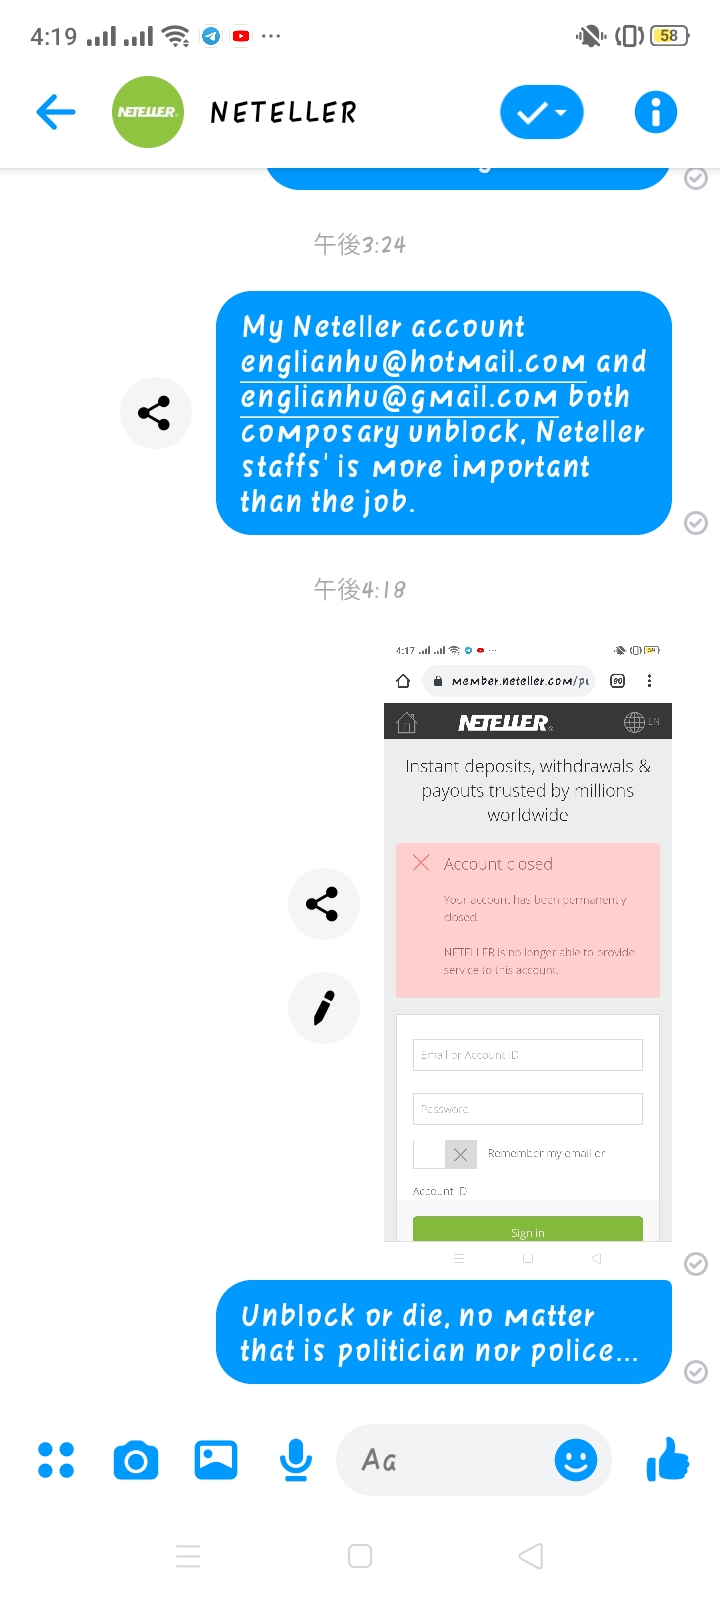 4:19
58
NETELLER.
NETELLER
午後3:24
My Neteller account
englianhu@hotmail.com and
englianhu@gmail.com both
composary unblock, Neteller
staffs' is more important
than the job.
午後4:18
4:17
member.neteller.com/pu
90
NETELLER
EN
Instant deposits, withdrawals &
payouts trusted by millions
worldwide
Account closed
Your account has been permanently
closed.
NETELLER is no longer able to provide
service to this account.
Email or Account ID
Password
Remember my email or
Account ID
Sign in
Unblock or die, no matter
that is politician nor police...
Aa